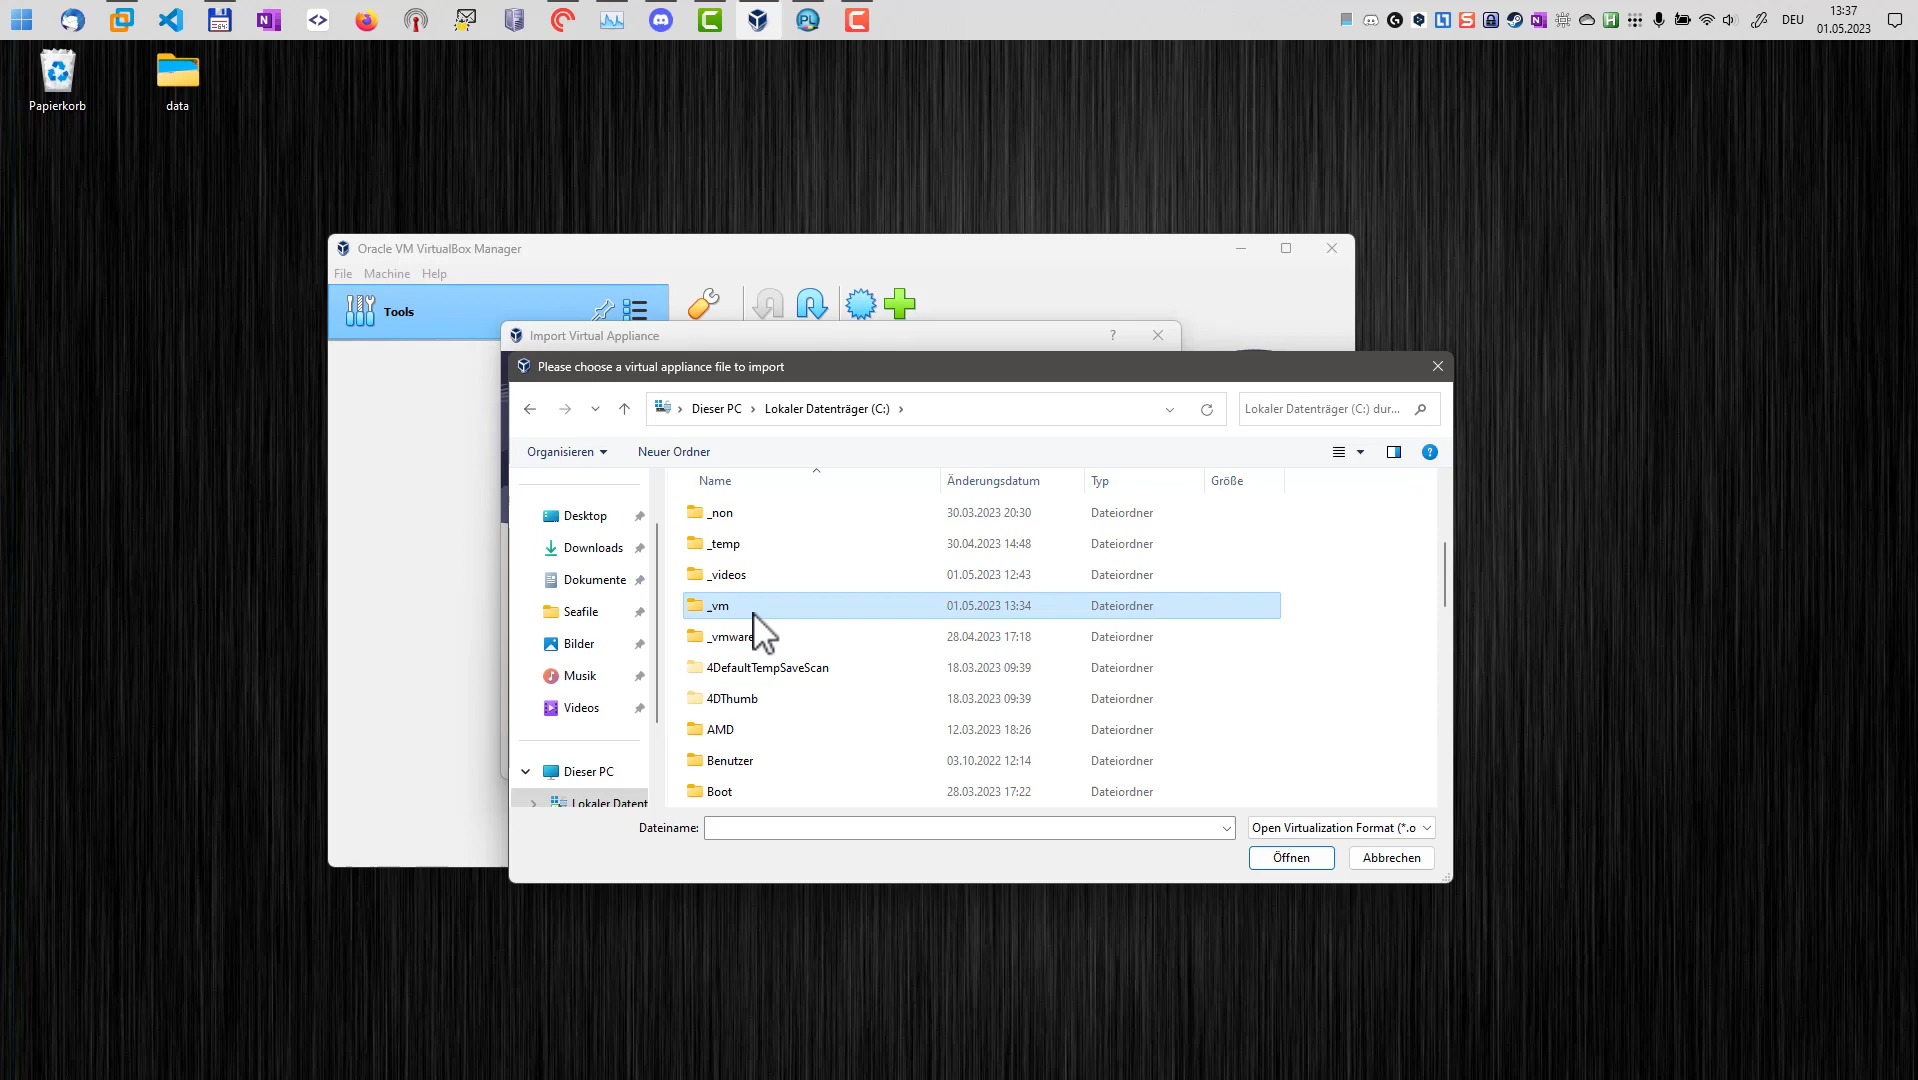 DEU
13:37
01.05.2023
Papierkorb
data
Oracle VM VirtualBox Manager
File
Machine
Help
Tools
Import Virtual Appliance
?
Please choose a virtual appliance file to import
Dieser PC
Lokaler Datenträger (C:)
Lokaler Datenträger (C:) dur...
Organisieren
Neuer Ordner
Name
Änderungsdatum
Typ
Größe
Desktop
Downloads
Dokumente
Seafile
Bilder
Musik
Videos
Dieser PC
Lokaler Datent
_non 30.03.2023 20:30 Dateiordner
_temp 30.04.2023 14:48 Dateiordner
_videos 01.05.2023 12:43 Dateiordner
_vm 01.05.2023 13:34 Dateiordner
_vmware 28.04.2023 17:18 Dateiordner
4DefaultTempSaveScan 18.03.2023 09:39 Dateiordner
4DThumb 18.03.2023 09:39 Dateiordner
AMD 12.03.2023 18:26 Dateiordner
Benutzer 03.10.2022 12:14 Dateiordner
Boot 28.03.2023 17:22 Dateiordner
Dateiname:
Open Virtualization Format (*.o
Öffnen
Abbrechen